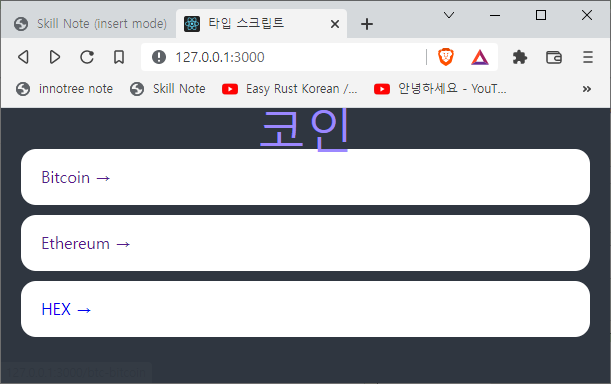 Skill Note (insert mode)
타입 스크립트
127.0.0.1:3000
innotree note
Skill Note
Easy Rust Korean /...
안녕하세요 - YouT...
코인
Bitcoin →
Ethereum →
HEX →